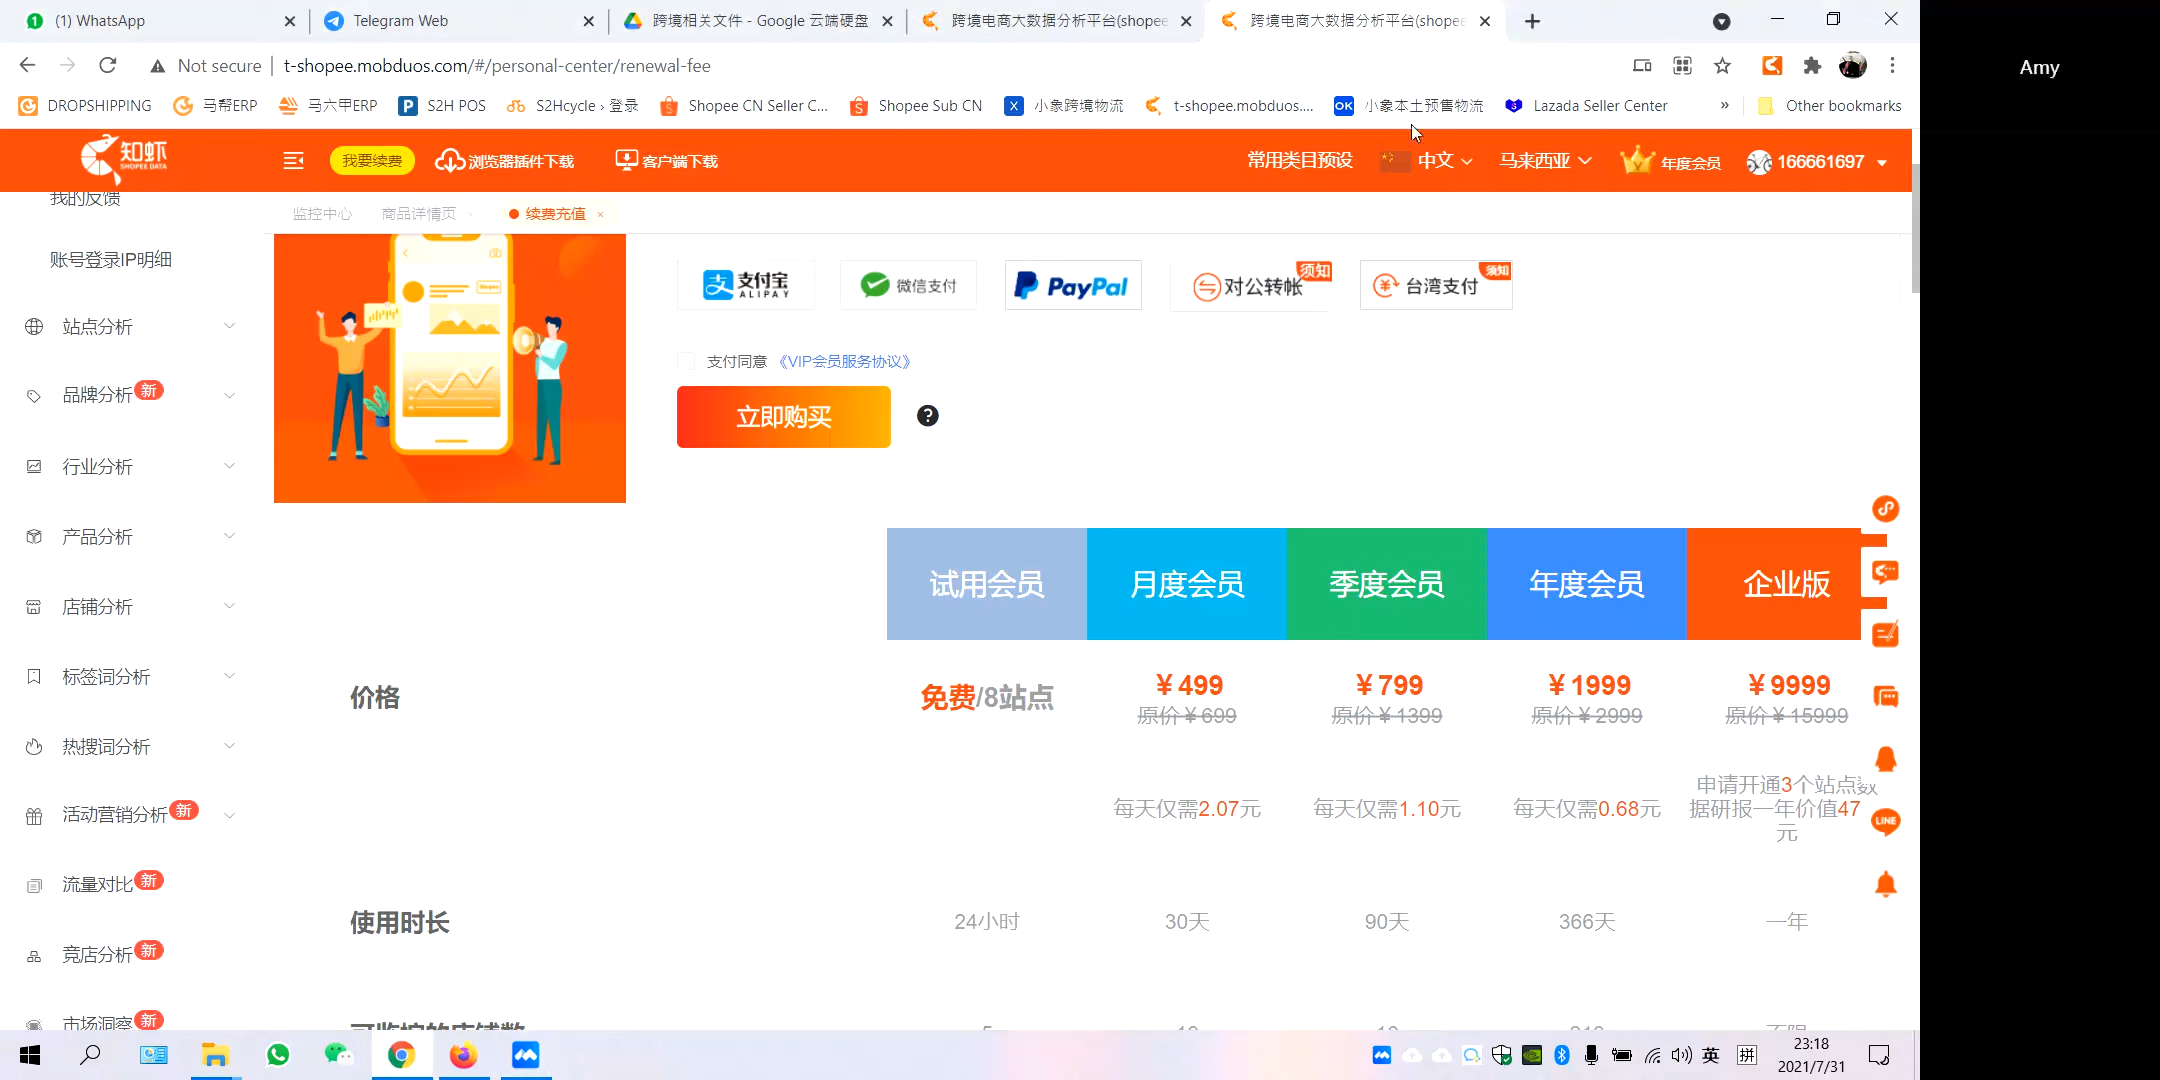 (1) WhatsApp
Telegram Web
跨境相关文件 - Google 云端硬盘
跨境电商大数据分析平台(shopee
跨境电商大数据分析平台(shopee
Not secure
t-shopee.mobduos.com/#/personal-center/renewal-fee
Amy
DROPSHIPPING
马帮ERP
马六甲ERP
S2H POS
S2Hcycle › 登录
Shopee CN Seller C...
Shopee Sub CN
小象跨境物流
t-shopee.mobduos....
OK
小象本土预售物流
Lazada Seller Center
»
Other bookmarks
知虾
SHOPEE DATA
我要续费
浏览器插件下载
客户端下载
常用类目预设
中文
马来西亚
年度会员
166661697
我的反馈
监控中心
商品详情页
续费充值
账号登录IP明细
站点分析
品牌分析 新
行业分析
产品分析
店铺分析
标签词分析
热搜词分析
活动营销分析 新
流量对比 新
竞店分析 新
市场洞察 新
支付宝
ALIPAY
微信支付
PayPal
对公转帐
须知
台湾支付
须知
支付同意 《VIP会员服务协议》
立即购买
?
试用会员
月度会员
季度会员
年度会员
企业版
价格
免费/8站点
￥499
原价￥699
￥799
原价￥1399
￥1999
原价￥2999
￥9999
原价￥15999
每天仅需2.07元
每天仅需1.10元
每天仅需0.68元
申请开通3个站点数
据研报一年价值47
元
LINE
使用时长
24小时
30天
90天
366天
一年
可监控的店铺数
英
拼
23:18
2021/7/31